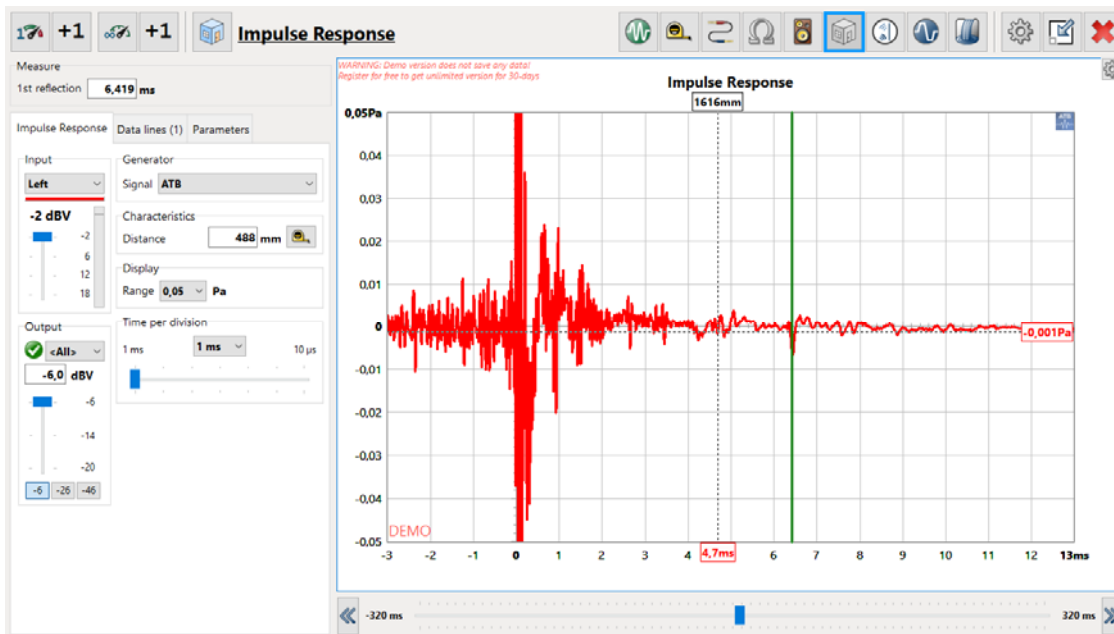 1 +1 ∞ +1 Impulse Response
Measure
1st reflection 6,419 ms
Impulse Response Data lines (1) Parameters
Input
Left
-2 dBV
-2
6
12
18
Output
<All>
-6,0 dBV
-6
-14
-20
-6 -26 -46
Generator
Signal ATB
Characteristics
Distance 488 mm
Display
Range 0,05 Pa
Time per division
1 ms 1 ms 10 µs
WARNING: Demo version does not save any data!
Register for free to get unlimited version for 30-days
Impulse Response
1616mm
ATB
0,05Pa
0,04
0,03
0,02
0,01
0
-0,001Pa
-0,01
-0,02
-0,03
-0,04
-0,05
DEMO
-3 -2 -1 0 1 2 3 4 4,7ms 6 7 8 9 10 11 12 13ms
-320 ms 320 ms